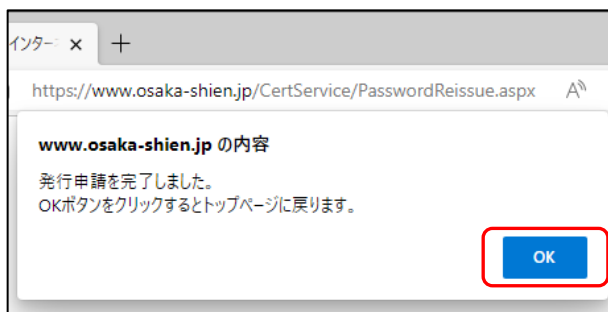 インター
https://www.osaka-shien.jp/CertService/PasswordReissue.aspx
www.osaka-shien.jp の内容
発行申請を完了しました。
OKボタンをクリックするとトップページに戻ります。
OK